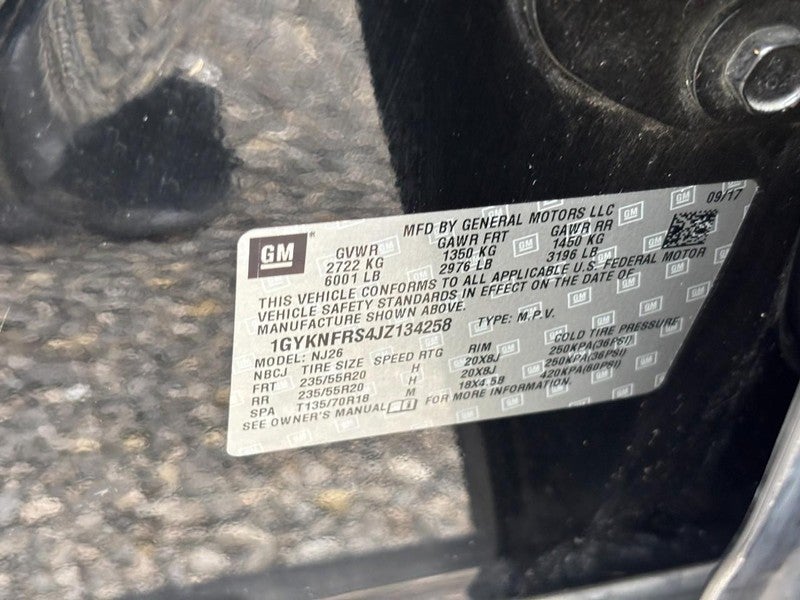 GM
MFD BY GENERAL MOTORS LLC 09/17
GVWR GAWR FRT GAWR RR
2722 KG 1350 KG 1450 KG
6001 LB 2976 LB 3196 LB
THIS VEHICLE CONFORMS TO ALL APPLICABLE U.S. FEDERAL MOTOR
VEHICLE SAFETY STANDARDS IN EFFECT ON THE DATE OF
MANUFACTURE SHOWN ABOVE.
1GYKNFRS4JZ134258 TYPE: M.P.V.
MODEL: NJ26
NBCJ TIRE SIZE SPEED RTG RIM COLD TIRE PRESSURE
FRT 235/55R20 H 20X8J 250KPA(36PSI)
RR 235/55R20 H 20X8J 250KPA(36PSI)
SPA T135/70R18 M 18X4.5B 420KPA(60PSI)
SEE OWNER'S MANUAL FOR MORE INFORMATION.